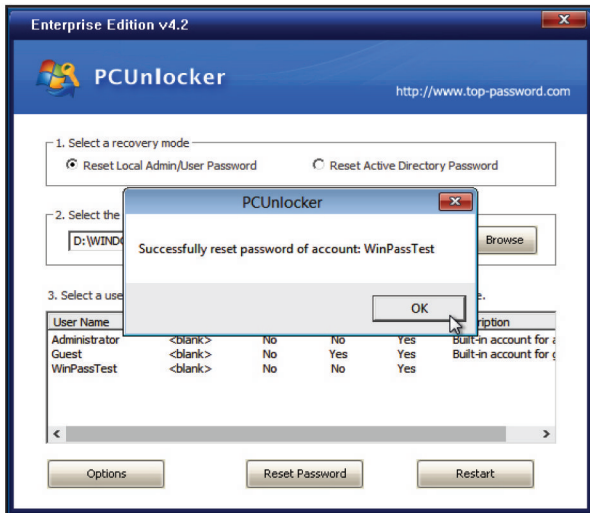 Enterprise Edition v4.2
PCUnlocker
http://www.top-password.com
1. Select a recovery mode
Reset Local Admin/User Password Reset Active Directory Password
PCUnlocker
2. Select the
D:\WIND
Browse
Successfully reset password of account: WinPassTest
OK
3. Select a use
User Name
Administrator <blank> No No Yes Built-in account for
Guest <blank> No Yes Yes Built-in account for
WinPassTest <blank> No No Yes
Options Reset Password Restart